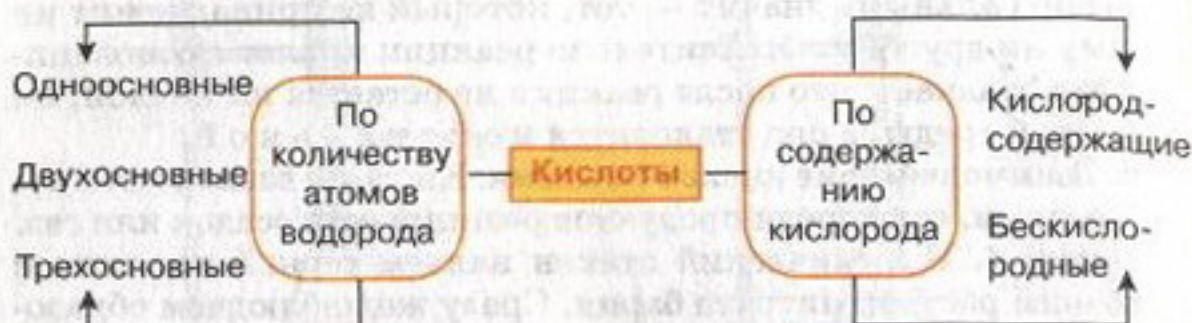 Одноосновные
Двухосновные
Трехосновные
По
количеству
атомов
водорода
Кислоты
По
содержа-
нию
кислорода
Кислород-
содержащие
Бескисло-
родные